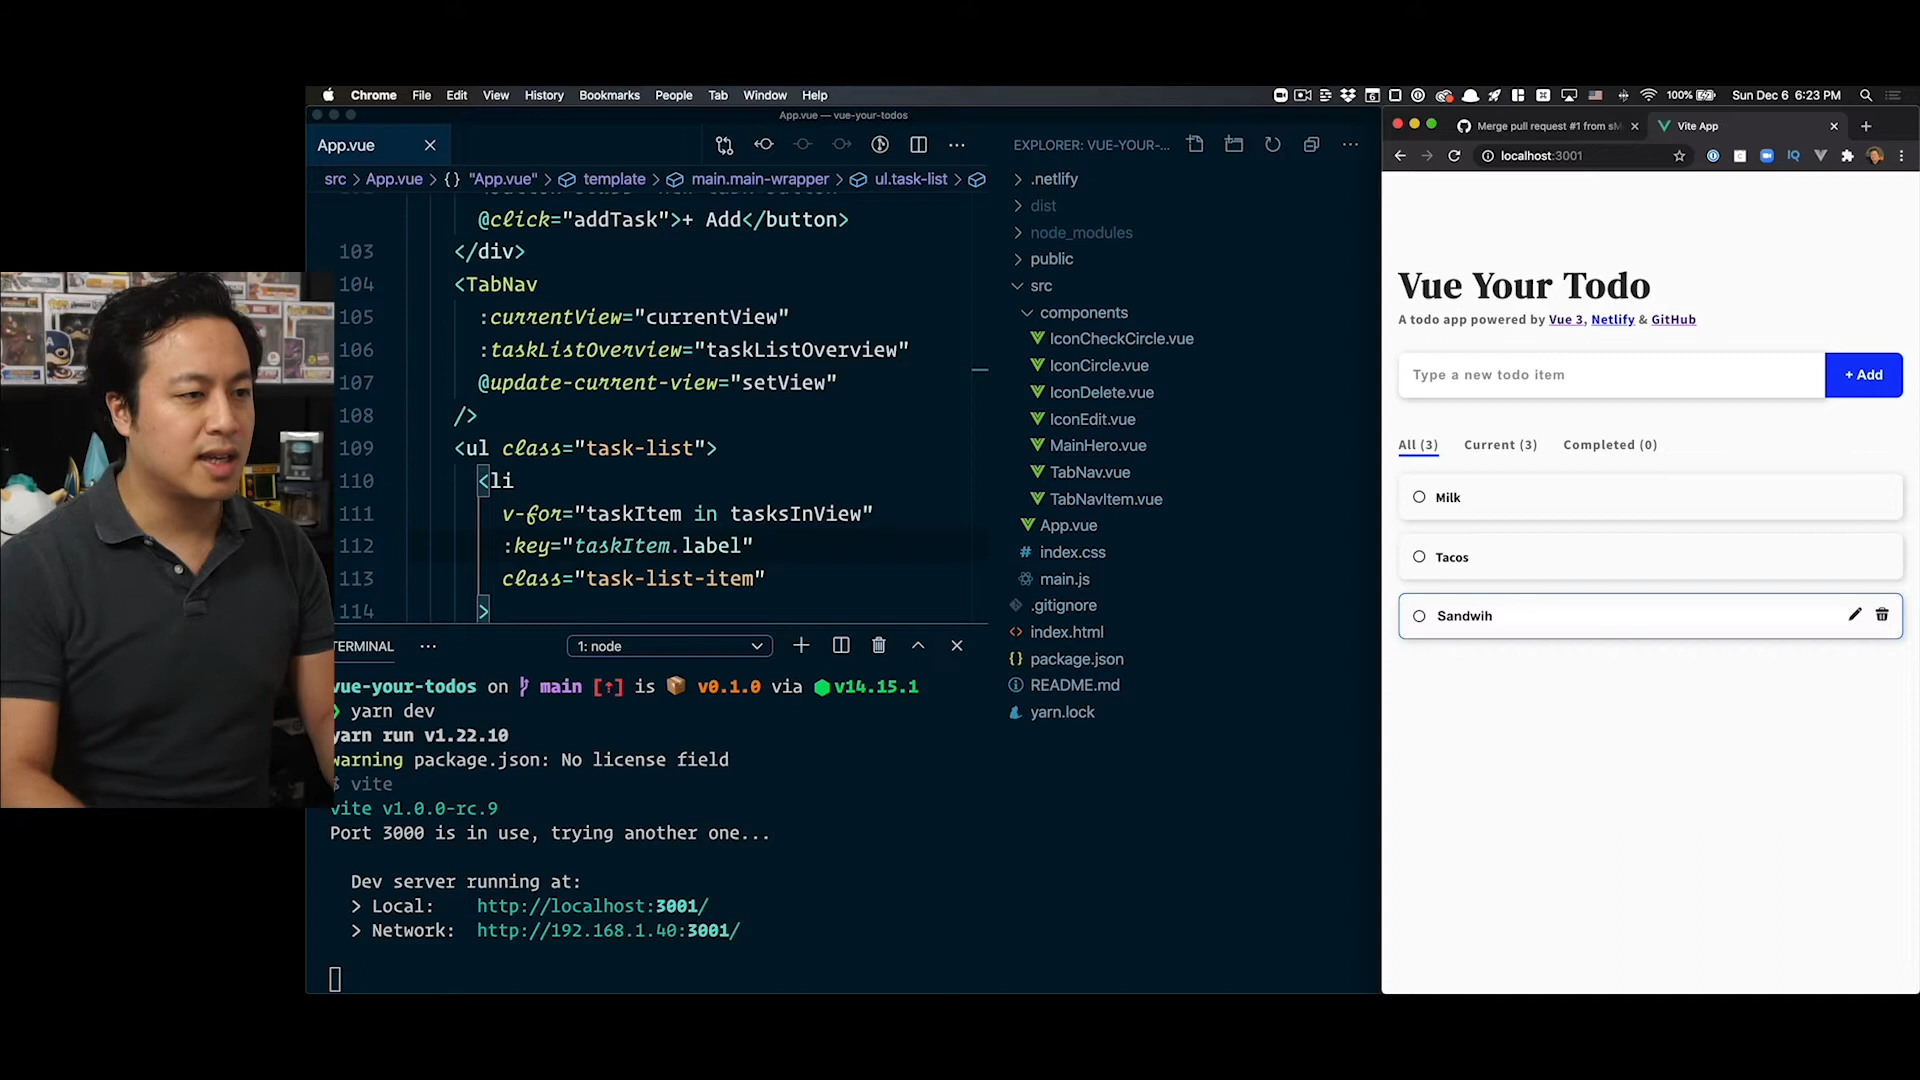 Chrome File Edit View History Bookmarks People Tab Window Help
100%
Sun Dec 6 6:23 PM
App.vue — vue-your-todos
App.vue
src > App.vue > {} "App.vue" > template > main.main-wrapper > ul.task-list >
@click="addTask">+ Add</button>
103 </div>
104 <TabNav
105 :currentView="currentView"
106 :taskListOverview="taskListOverview"
107 @update-current-view="setView"
108 />
109 <ul class="task-list">
110 <li
111 v-for="taskItem in tasksInView"
112 :key="taskItem.label"
113 class="task-list-item"
114 >
TERMINAL ···
1: node
vue-your-todos on main [↑] is v0.1.0 via v14.15.1
❯ yarn dev
yarn run v1.22.10
warning package.json: No license field
$ vite
vite v1.0.0-rc.9
Port 3000 is in use, trying another one...
Dev server running at:
> Local: http://localhost:3001/
> Network: http://192.168.1.40:3001/
EXPLORER: VUE-YOUR-...
.netlify
dist
node_modules
public
src
components
IconCheckCircle.vue
IconCircle.vue
IconDelete.vue
IconEdit.vue
MainHero.vue
TabNav.vue
TabNavItem.vue
App.vue
index.css
main.js
.gitignore
index.html
package.json
README.md
yarn.lock
Merge pull request #1 from sM
Vite App
localhost:3001
IQ
Vue Your Todo
A todo app powered by Vue 3, Netlify & GitHub
Type a new todo item
+ Add
All (3) Current (3) Completed (0)
Milk
Tacos
Sandwih